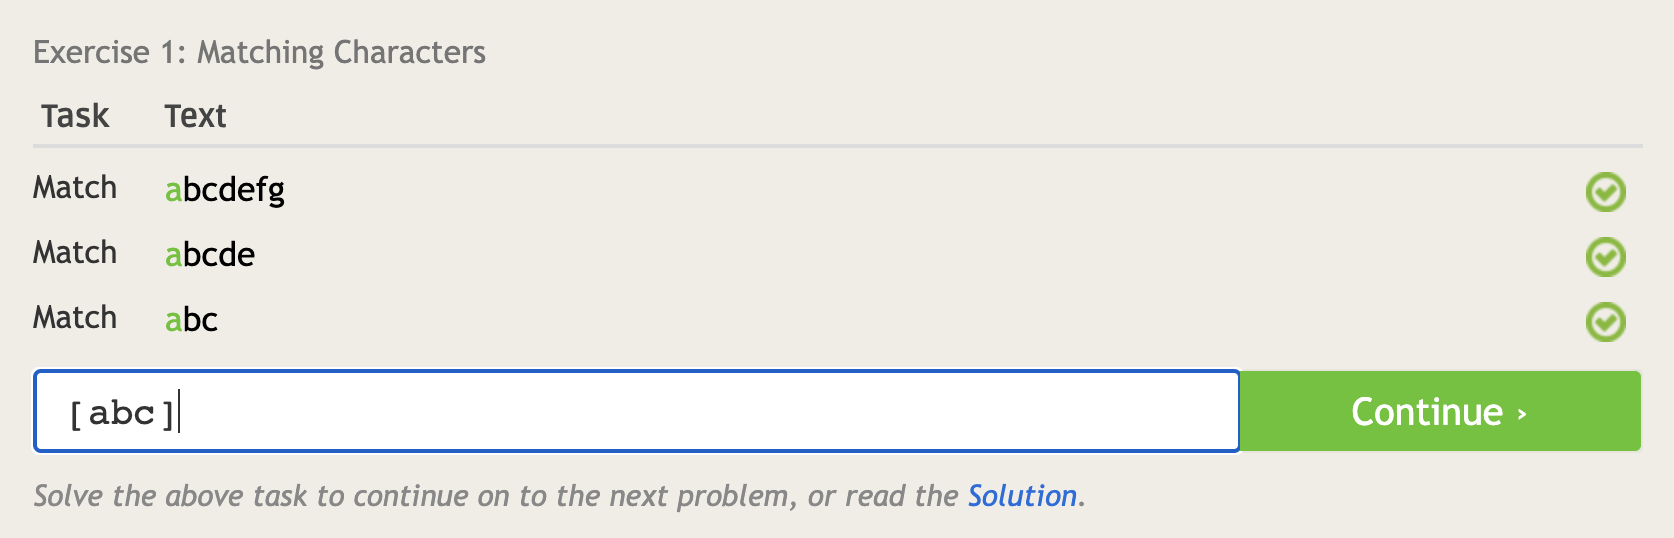 Exercise 1: Matching Characters
Task Text
Match abcdefg
Match abcde
Match abc
[abc]
Continue ›
Solve the above task to continue on to the next problem, or read the Solution.